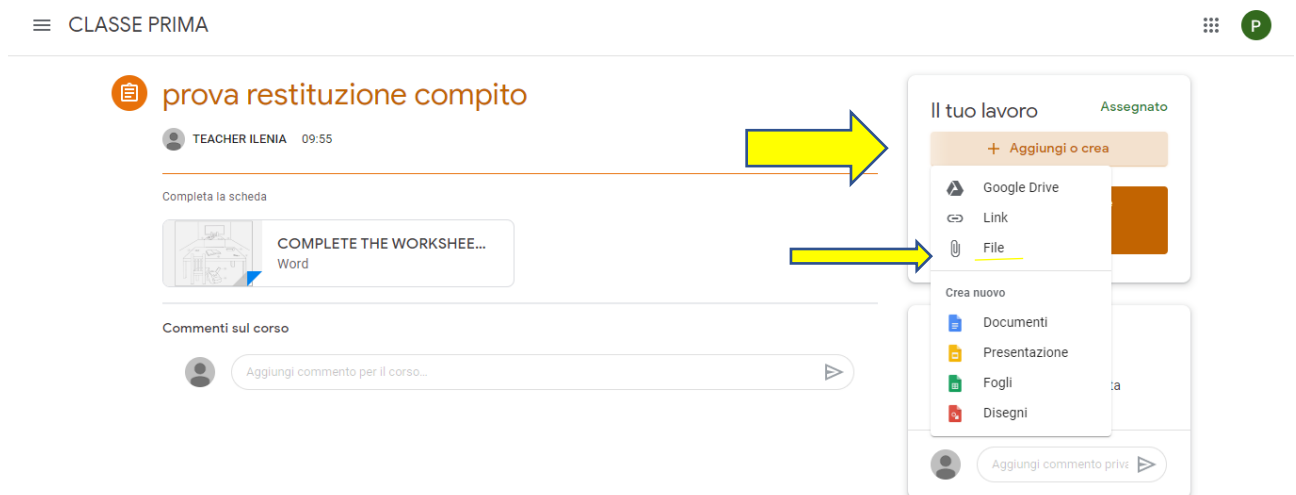 CLASSE PRIMA
P
prova restituzione compito
TEACHER ILENIA 09:55
Completa la scheda
COMPLETE THE WORKSHEE...
Word
Commenti sul corso
Aggiungi commento per il corso...
Il tuo lavoro
Assegnato
+ Aggiungi o crea
Google Drive
Link
File
Crea nuovo
Documenti
Presentazione
Fogli
Disegni
Aggiungi commento priva